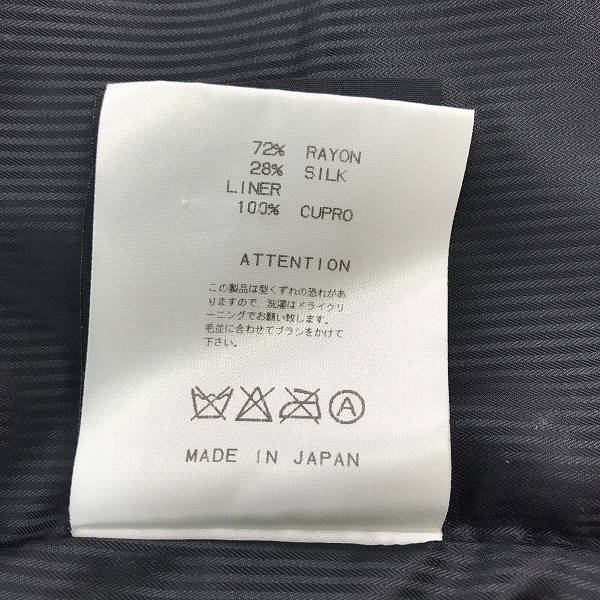 72% RAYON
28% SILK
LINER
100% CUPRO
ATTENTION
この製品は型くずれの恐れがあ
りますので、洗濯はドライクリ
ーニングでお願い致します。
毛並に合わせてブラシをかけて
下さい。
A
MADE IN JAPAN